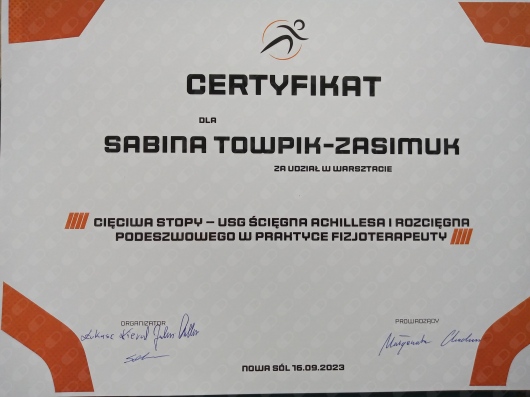 CERTYFIKAT
DLA
SABINA TOWPIK-ZASIMUK
ZA UDZIAŁ W WARSZTACIE
CIĘCIWA STOPY – USG ŚCIĘGNA ACHILLESA I ROZCIĘGNA
PODESZWOWEGO W PRAKTYCE FIZJOTERAPEUTY
ORGANIZATOR
PROWADZĄCY
Małgorzata
NOWA SÓL 16.09.2023